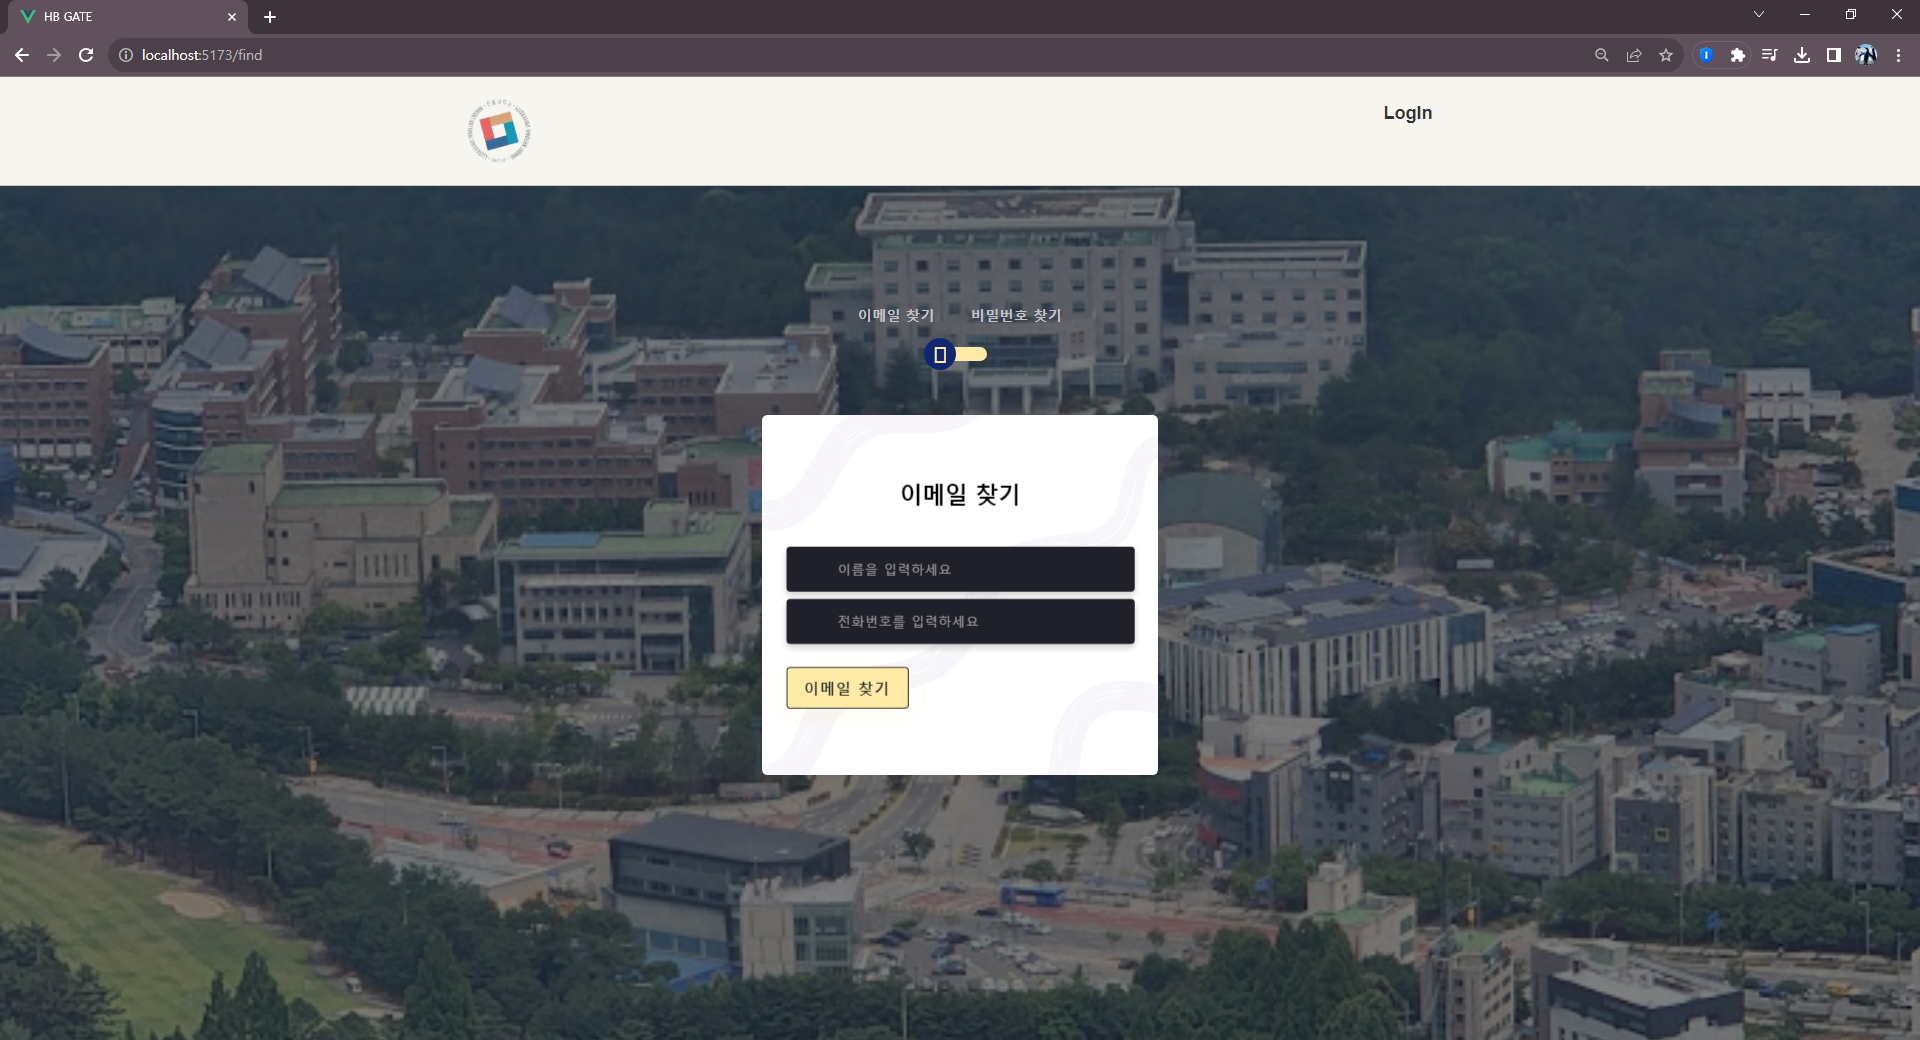 HB GATE
localhost:5173/find
LogIn
이메일 찾기 비밀번호 찾기
이메일 찾기
이름을 입력하세요
전화번호를 입력하세요
이메일 찾기